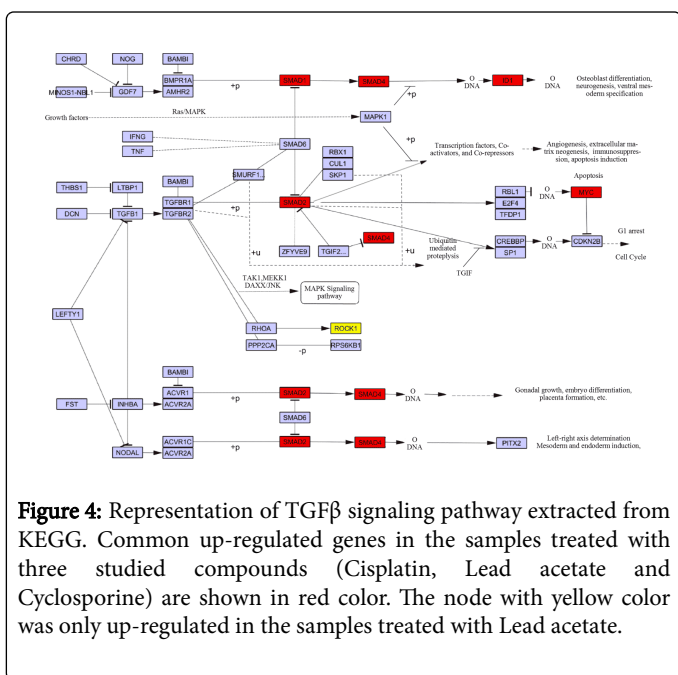 CHRD
NOG
BAMBI
MINOS1-NBL1
GDF7
BMPR1A
AMHR2
+p
SMAD1
SMAD4
+p
O
DNA
ID1
O
DNA
Osteoblast differentiation,
neurogenesis, ventral mes-
oderm specification
Growth factors
Ras/MAPK
MAPK1
+p
IFNG
TNF
SMAD6
RBX1
CUL1
SKP1
Transcription factors, Co-
activators, and Co-repressors
Angiogenesis, extracellular ma-
trix neogenesis, immunosuppres-
sion, apoptosis induction
SMURF1...
THBS1
LTBP1
BAMBI
DCN
TGFB1
TGFBR1
TGFBR2
+p
SMAD2
RBL1
E2F4
TFDP1
O
DNA
Apoptosis
MYC
G1 arrest
+u
ZFYVE9
TGIF2...
SMAD4
+u
Ubiquitin
mediated
proteplysis
TGIF
CREBBP
SP1
O
DNA
CDKN2B
Cell Cycle
TAK1,MEKK1
DAXX/JNK
MAPK Signaling
pathway
LEFTY1
RHOA
ROCK1
PPP2CA
-p
RPS6KB1
BAMBI
FST
INHBA
ACVR1
ACVR2A
+p
SMAD2
SMAD4
O
DNA
Gonadal growth, embryo differentiation,
placenta formation, etc.
SMAD6
NODAL
ACVR1C
ACVR2A
+p
SMAD4
O
DNA
PITX2
Left-right axis determination
Mesoderm and endoderm induction,
Figure 4: Representation of TGFβ signaling pathway extracted from
KEGG. Common up-regulated genes in the samples treated with
three studied compounds (Cisplatin, Lead acetate and
Cyclosporine) are shown in red color. The node with yellow color
was only up-regulated in the samples treated with Lead acetate.